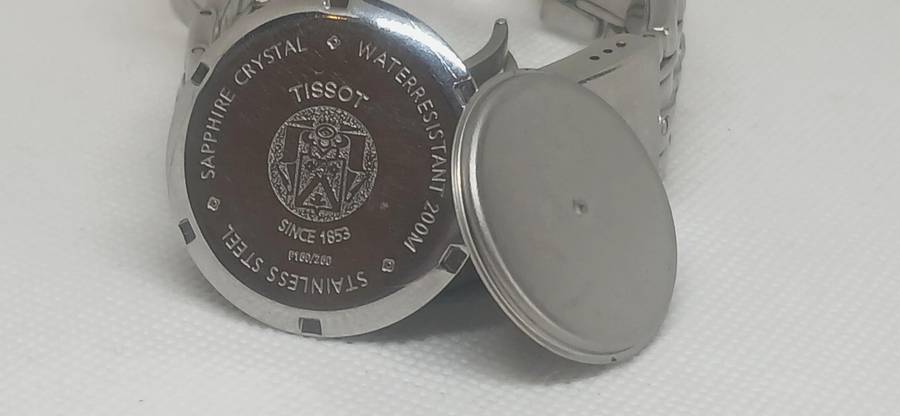 SAPPHIRE CRYSTAL
WATERRESISTANT 200M
STAINLESS STEEL
TISSOT
SINCE 1853
P160/260